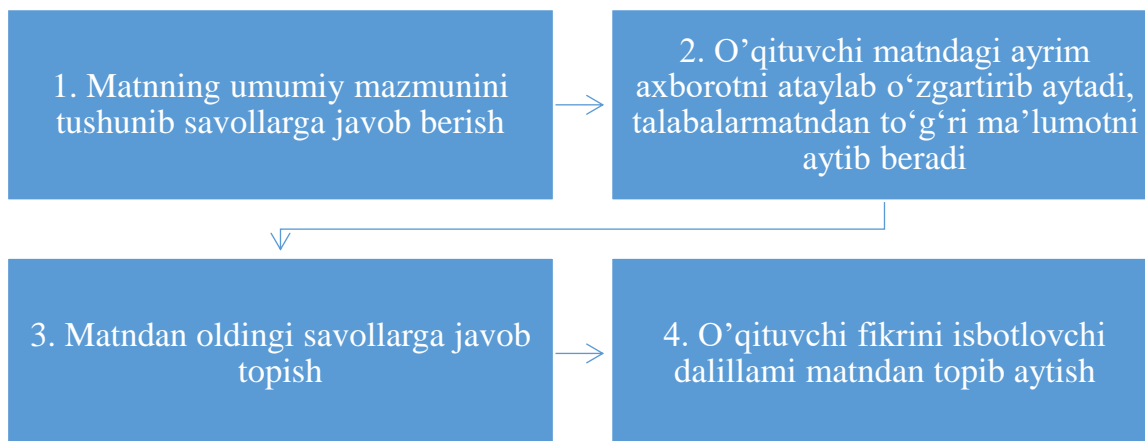 1. Matnning umumiy mazmunini
tushunib savollarga javob berish
2. O’qituvchi matndagi ayrim
axborotni ataylab o‘zgartirib aytadi,
talabalarmatndan to‘g‘ri ma’lumotni
aytib beradi
3. Matndan oldingi savollarga javob
topish
4. O’qituvchi fikrini isbotlovchi
dalillami matndan topib aytish